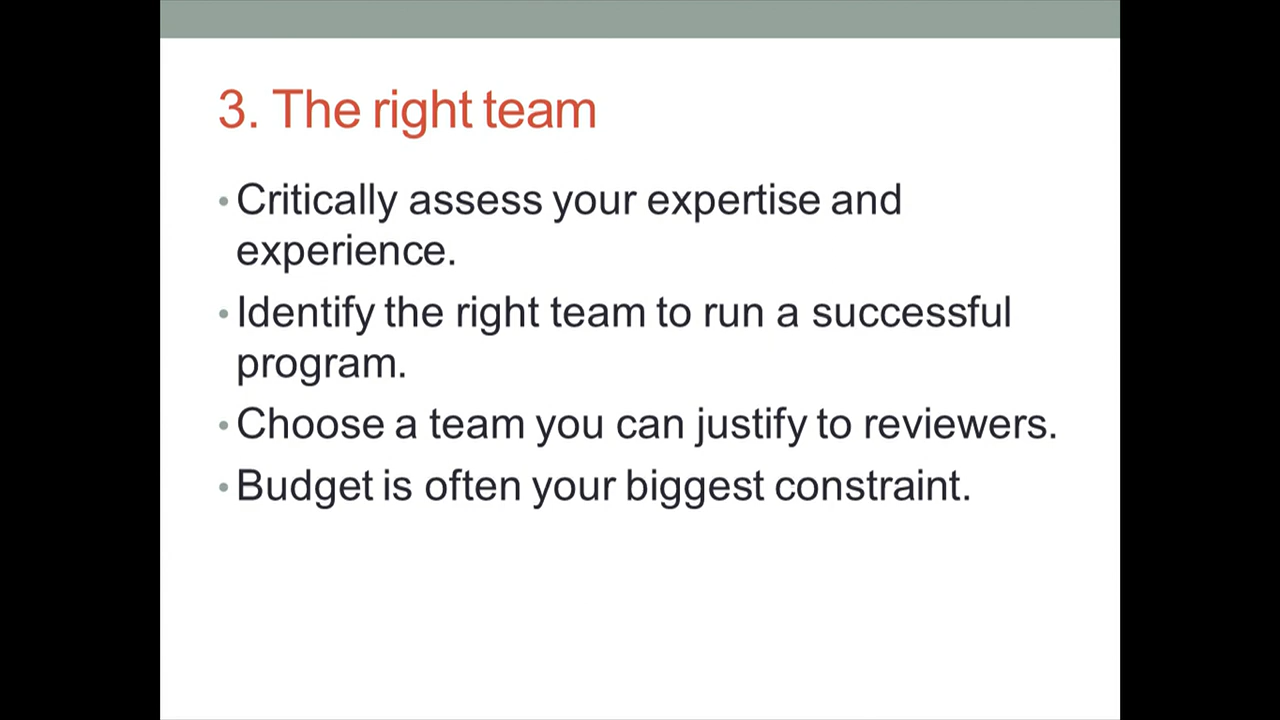 3. The right team
• Critically assess your expertise and
experience.
• Identify the right team to run a successful
program.
• Choose a team you can justify to reviewers.
• Budget is often your biggest constraint.